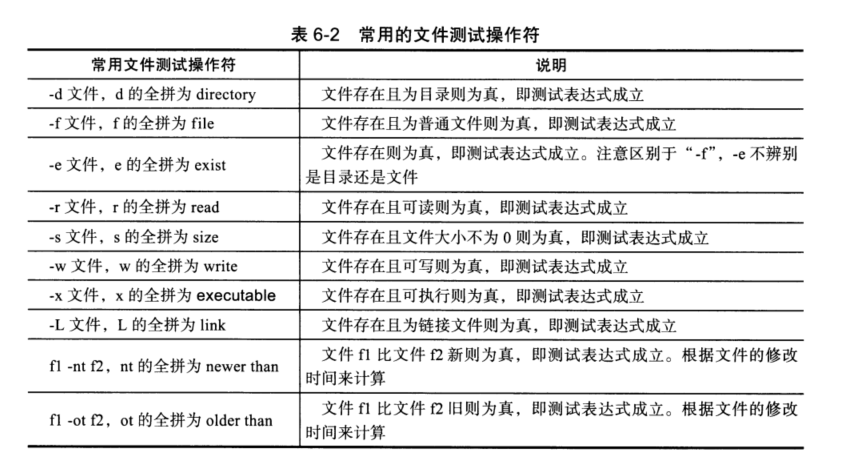 表 6-2 常用的文件测试操作符
常用文件测试操作符 说明
-d 文件，d 的全拼为 directory 文件存在且为目录则为真，即测试表达式成立
-f 文件，f 的全拼为 file 文件存在且为普通文件则为真，即测试表达式成立
-e 文件，e 的全拼为 exist 文件存在则为真，即测试表达式成立。注意区别于“-f”，-e 不辨别
是目录还是文件
-r 文件，r 的全拼为 read 文件存在且可读则为真，即测试表达式成立
-s 文件，s 的全拼为 size 文件存在且文件大小不为 0 则为真，即测试表达式成立
-w 文件，w 的全拼为 write 文件存在且可写则为真，即测试表达式成立
-x 文件，x 的全拼为 executable 文件存在且可执行则为真，即测试表达式成立
-L 文件，L 的全拼为 link 文件存在且为链接文件则为真，即测试表达式成立
f1 -nt f2，nt 的全拼为 newer than 文件 f1 比文件 f2 新则为真，即测试表达式成立。根据文件的修改
时间来计算
f1 -ot f2，ot 的全拼为 older than 文件 f1 比文件 f2 旧则为真，即测试表达式成立。根据文件的修改
时间来计算